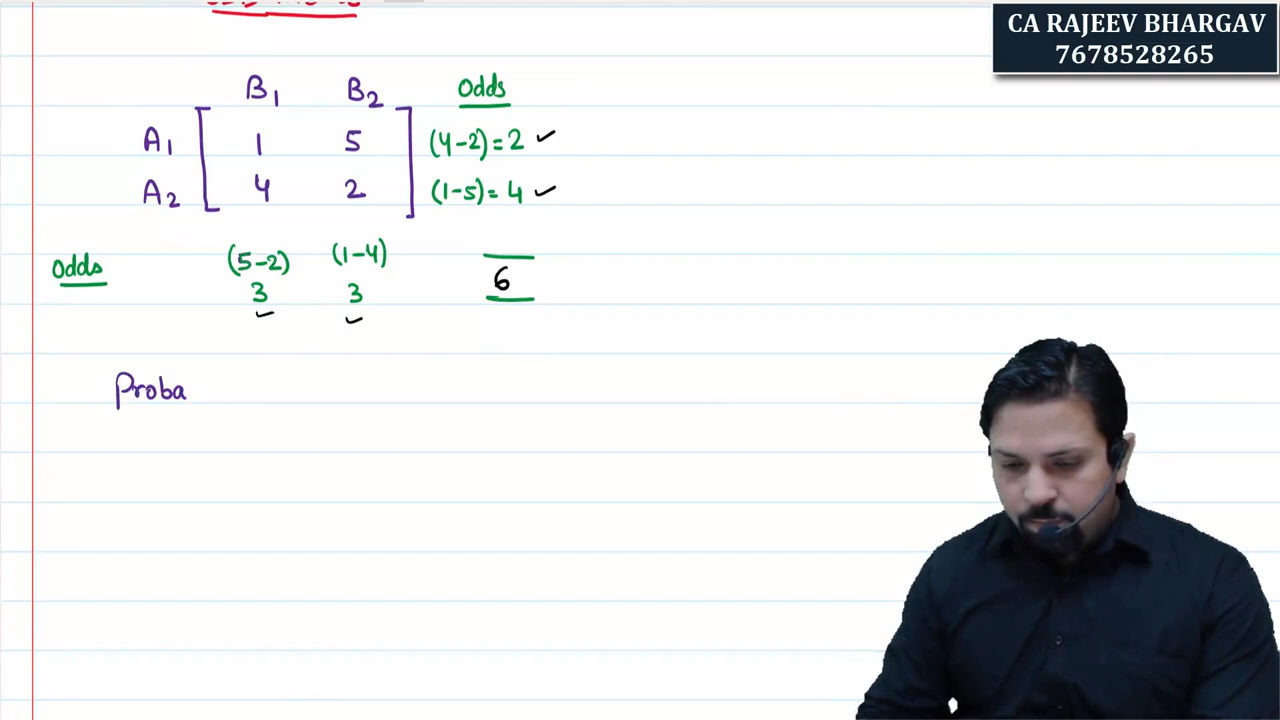 CA RAJEEV BHARGAV
7678528265
B1 B2 Odds
A1 1 5 (4-2)=2 ✓
A2 4 2 (1-5)=4 ✓
Odds (5-2) (1-4)
3 3 6
✓ ✓
Proba